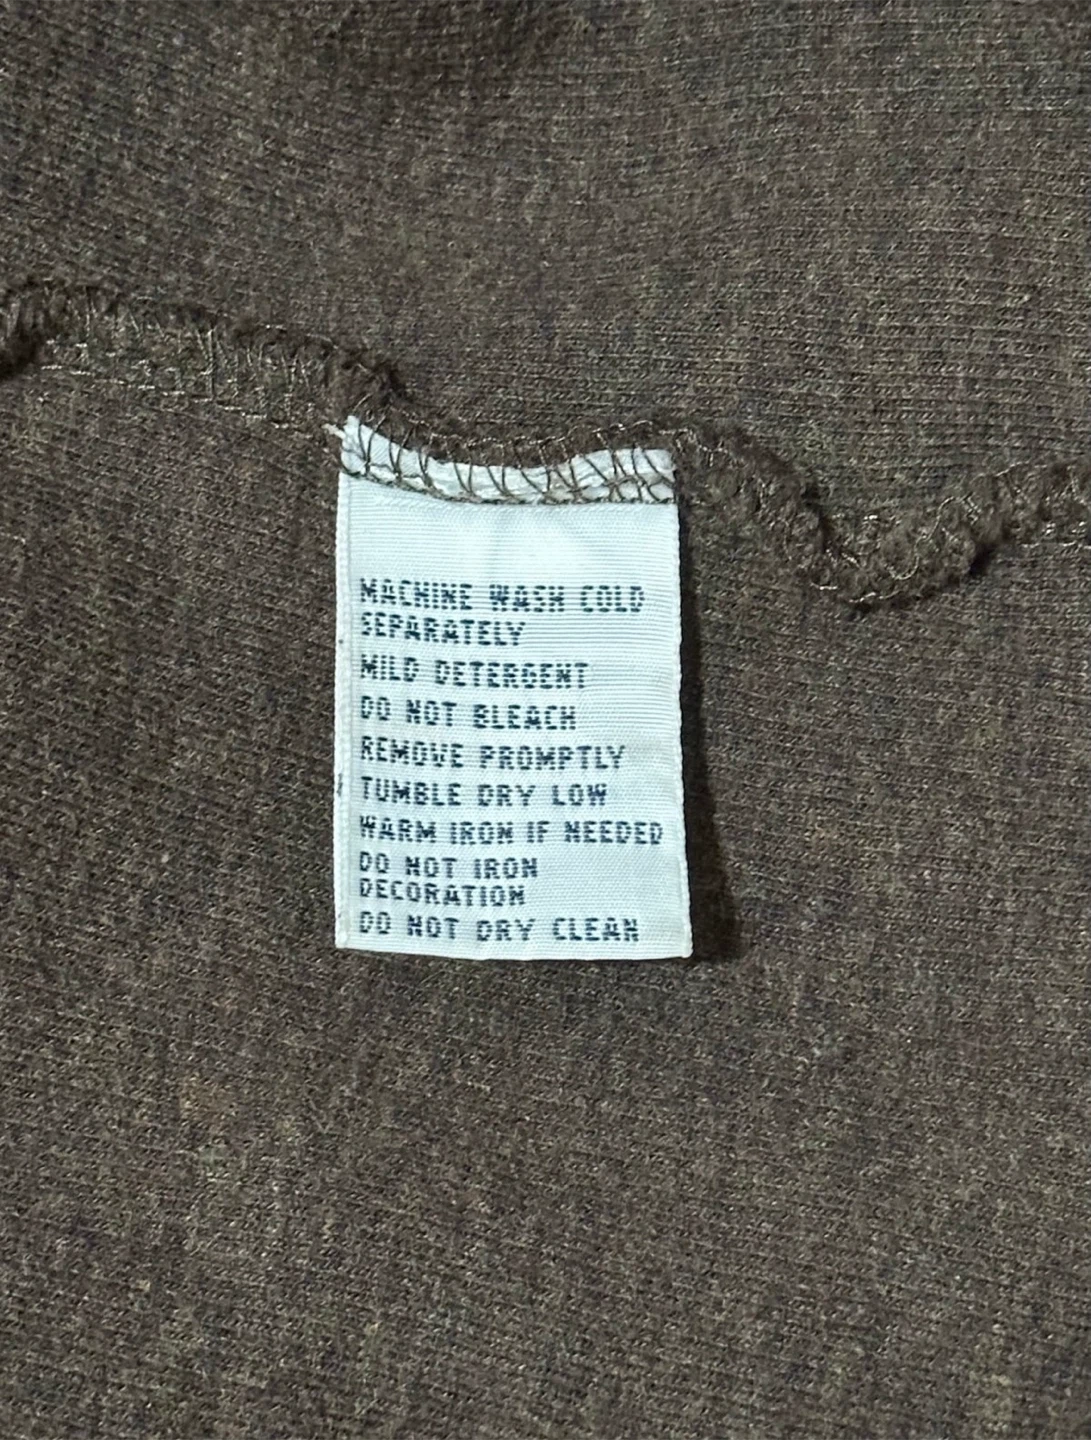 MACHINE WASH COLD
SEPARATELY
MILD DETERGENT
DO NOT BLEACH
REMOVE PROMPTLY
TUMBLE DRY LOW
WARM IRON IF NEEDED
DO NOT IRON
DECORATION
DO NOT DRY CLEAN